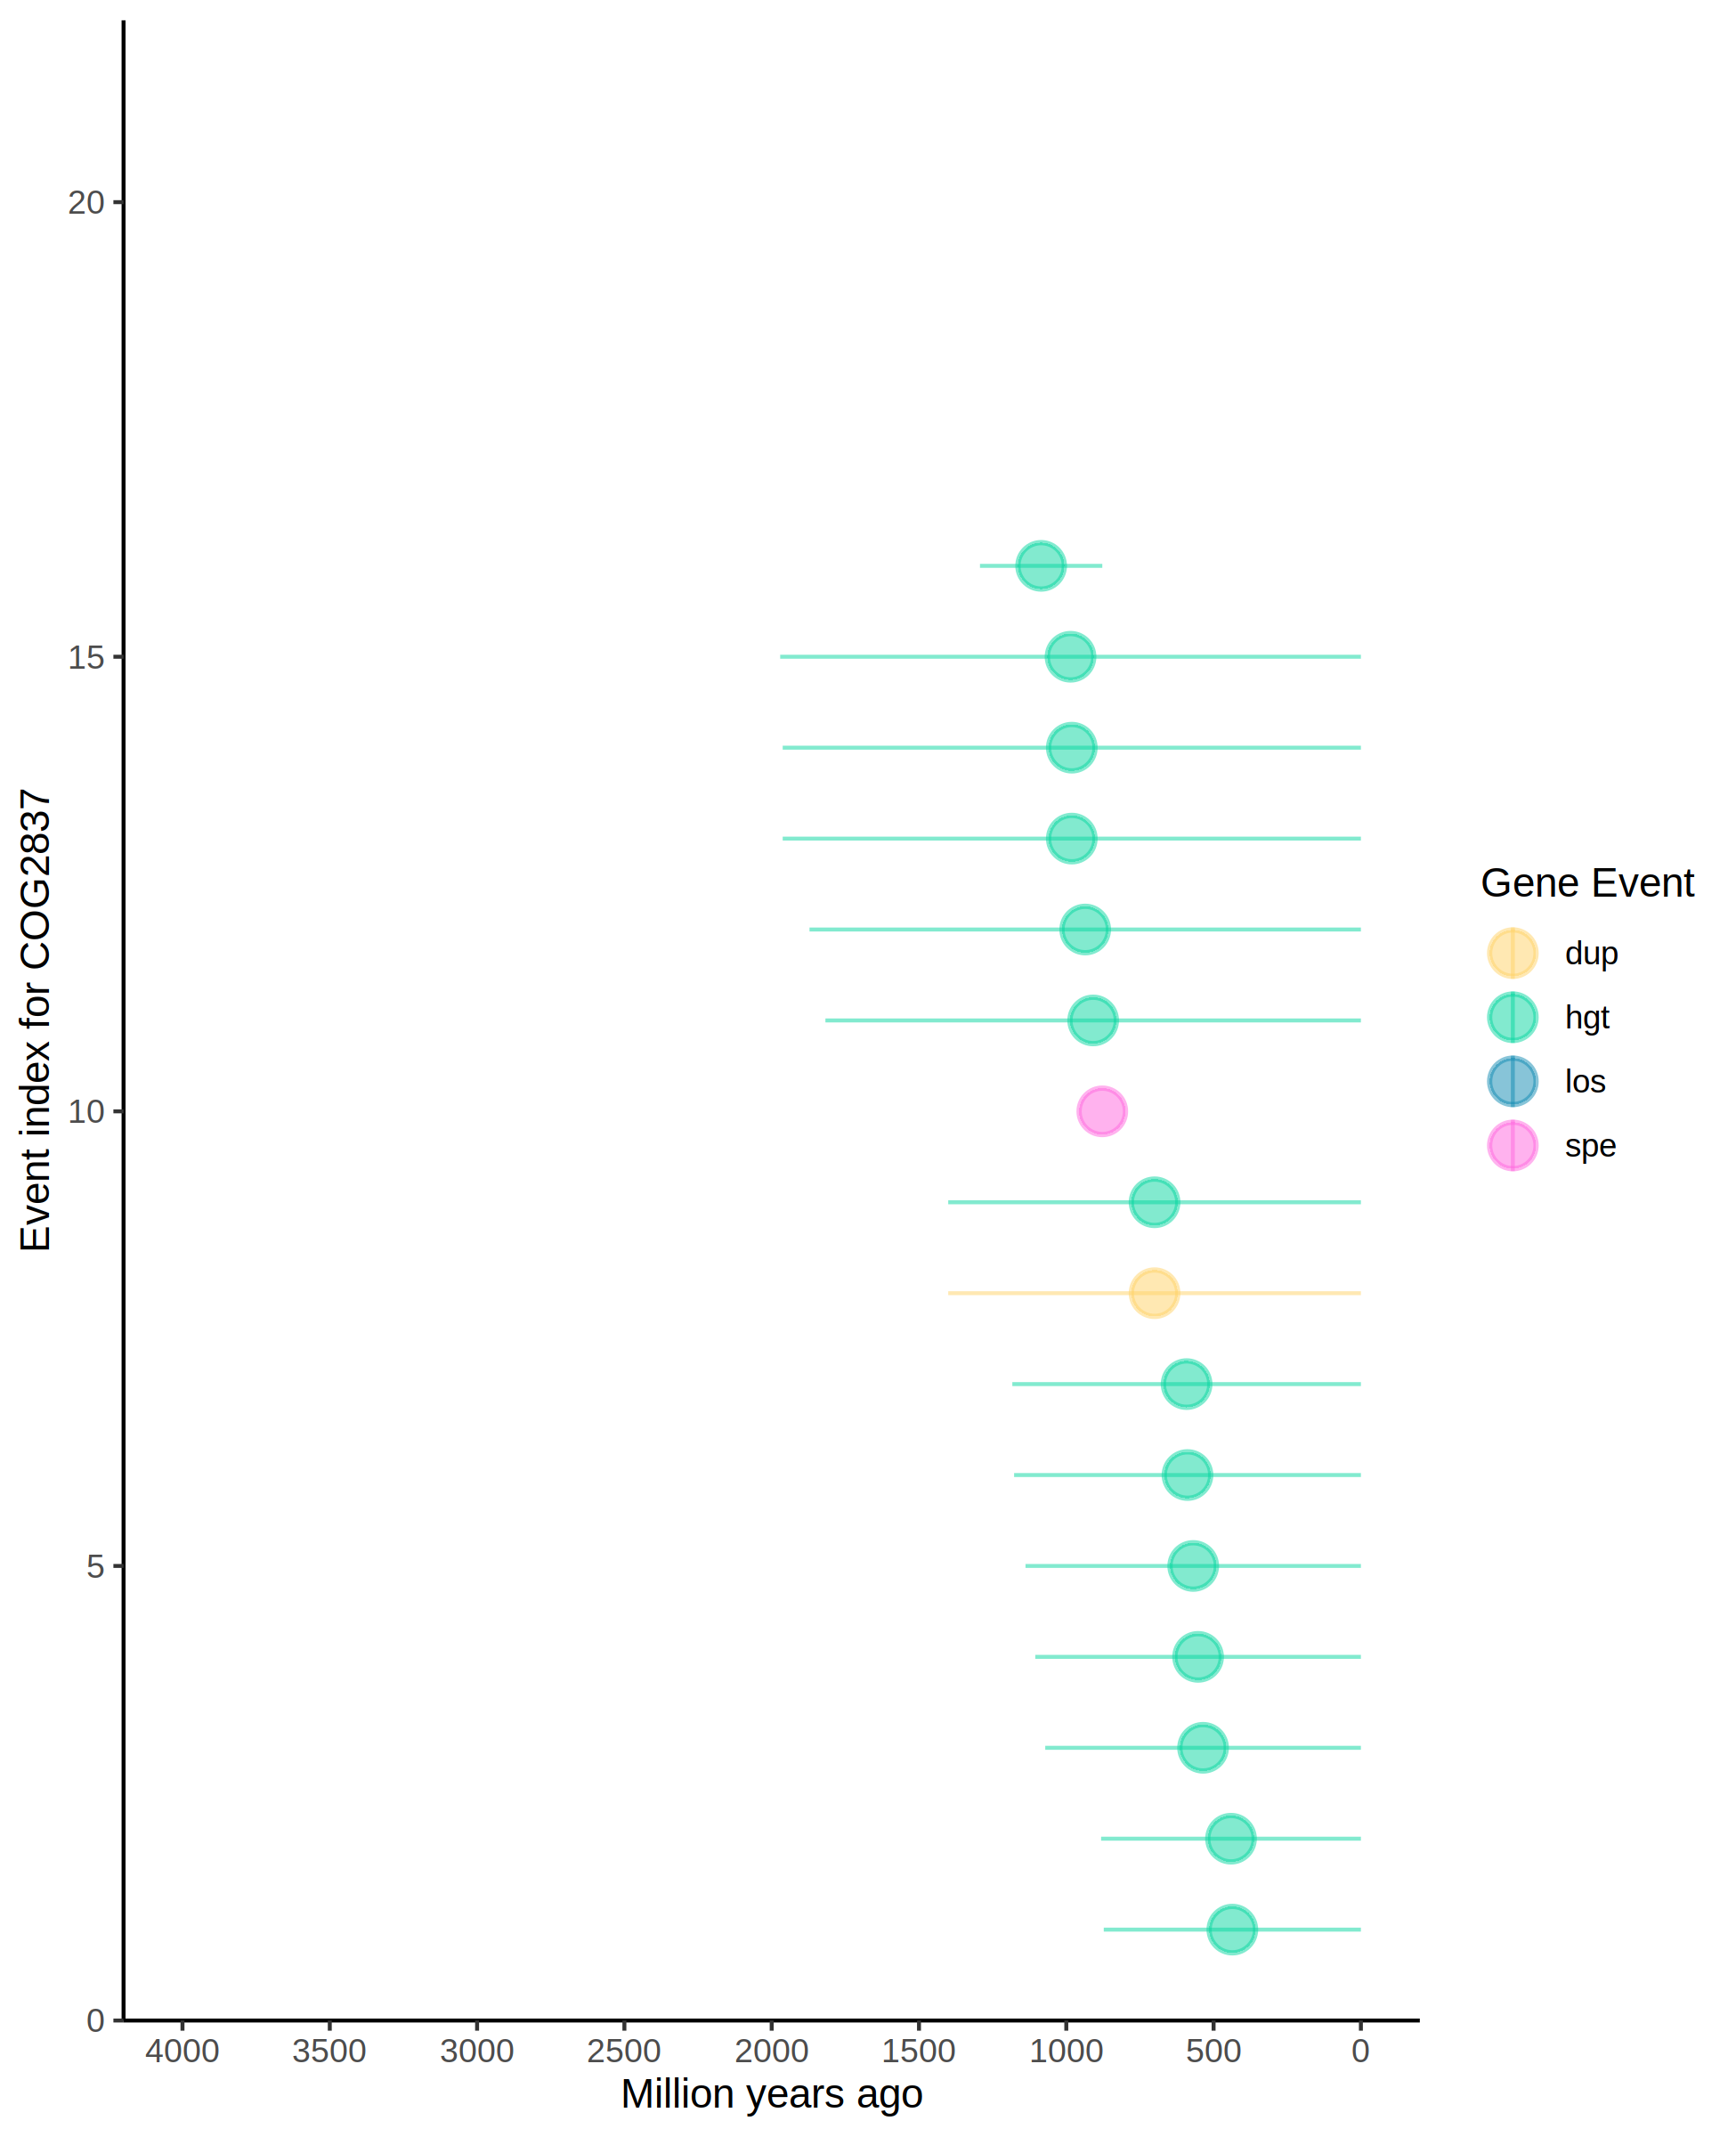 Event index for COG2837
20
15
10
5
0
4000 3500 3000 2500 2000 1500 1000 500 0
Million years ago
Gene Event
dup
hgt
los
spe